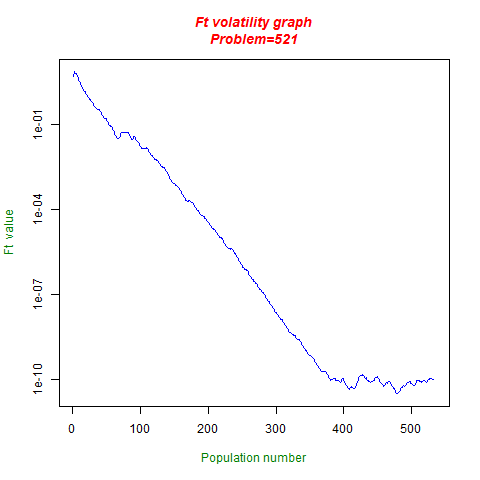 Ft volatility graph
Problem=521
Ft value
1e-01
1e-04
1e-07
1e-10
0 100 200 300 400 500
Population number